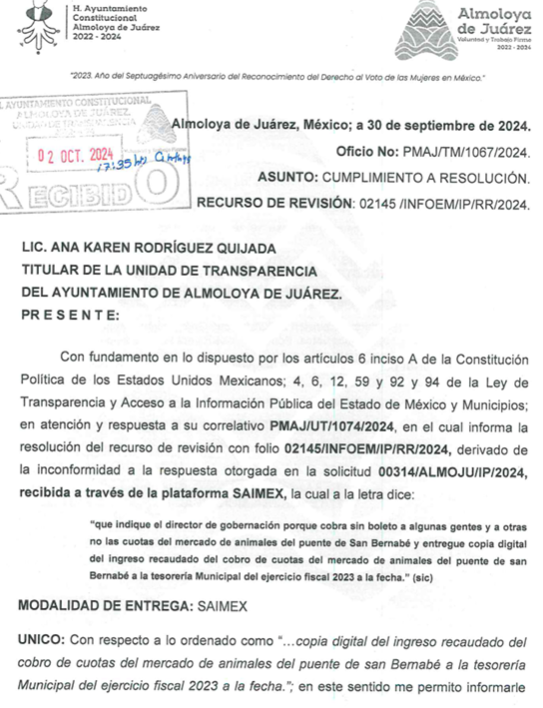 H. Ayuntamiento
Constitucional
Almoloya de Juárez
2022 - 2024
Almoloya
de Juárez
Voluntad y Trabajo Firme
2022 - 2024
"2023. Año del Septuagésimo Aniversario del Reconocimiento del Derecho al Voto de las Mujeres en México."
AYUNTAMIENTO CONSTITUCIONAL
ALMOLOYA DE JUÁREZ,
UNIDAD DE TRANSPARENCIA
02 OCT. 2024
RECIBIDO
Almoloya de Juárez, México; a 30 de septiembre de 2024.
Oficio No: PMAJ/TM/1067/2024.
ASUNTO: CUMPLIMIENTO A RESOLUCIÓN.
RECURSO DE REVISIÓN: 02145 /INFOEM/IP/RR/2024.
LIC. ANA KAREN RODRÍGUEZ QUIJADA
TITULAR DE LA UNIDAD DE TRANSPARENCIA
DEL AYUNTAMIENTO DE ALMOLOYA DE JUÁREZ.
P R E S E N T E:
Con fundamento en lo dispuesto por los artículos 6 inciso A de la Constitución
Política de los Estados Unidos Mexicanos; 4, 6, 12, 59 y 92 y 94 de la Ley de
Transparencia y Acceso a la Información Pública del Estado de México y Municipios;
en atención y respuesta a su correlativo PMAJ/UT/1074/2024, en el cual informa la
resolución del recurso de revisión con folio 02145/INFOEM/IP/RR/2024, derivado de
la inconformidad a la respuesta otorgada en la solicitud 00314/ALMOJU/IP/2024,
recibida a través de la plataforma SAIMEX, la cual a la letra dice:
"que indique el director de gobernación porque cobra sin boleto a algunas gentes y a otras
no las cuotas del mercado de animales del puente de San Bernabé y entregue copia digital
del ingreso recaudado del cobro de cuotas del mercado de animales del puente de san
Bernabé a la tesorería Municipal del ejercicio fiscal 2023 a la fecha." (sic)
MODALIDAD DE ENTREGA: SAIMEX
UNICO: Con respecto a lo ordenado como "...copia digital del ingreso recaudado del
cobro de cuotas del mercado de animales del puente de san Bernabé a la tesorería
Municipal del ejercicio fiscal 2023 a la fecha."; en este sentido me permito informarle